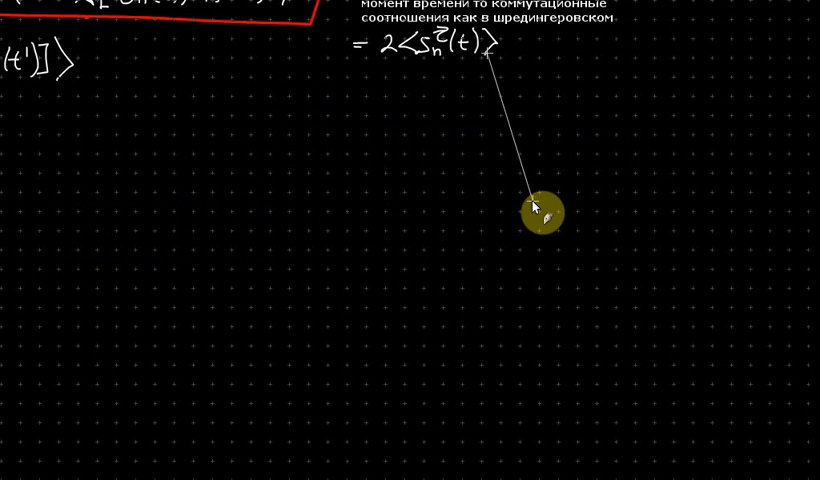 момент времени то коммутационные
соотношения как в шредингеровском
= 2<S_n^z(t)>
(t')]⟩